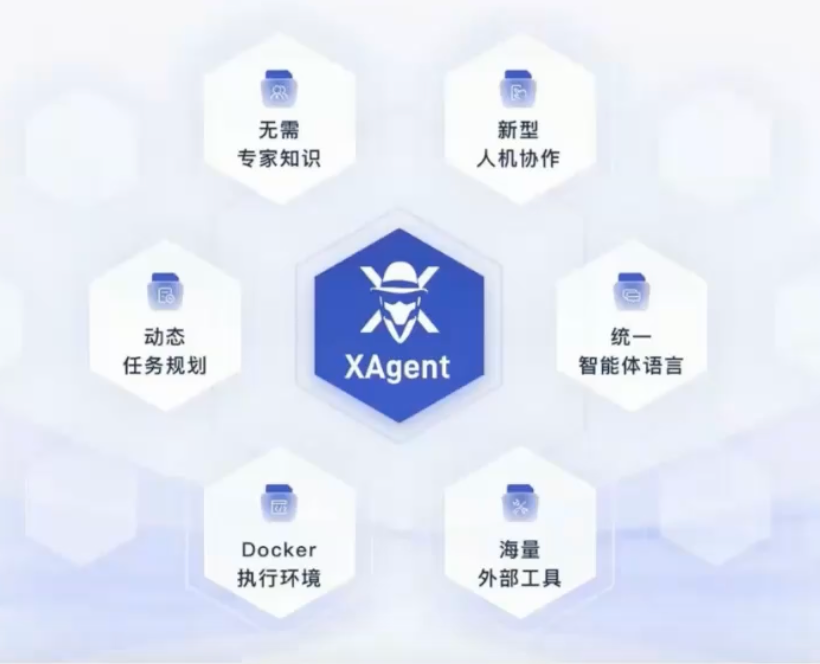 无需
专家知识
新型
人机协作
动态
任务规划
XAgent
统一
智能体语言
Docker
执行环境
海量
外部工具